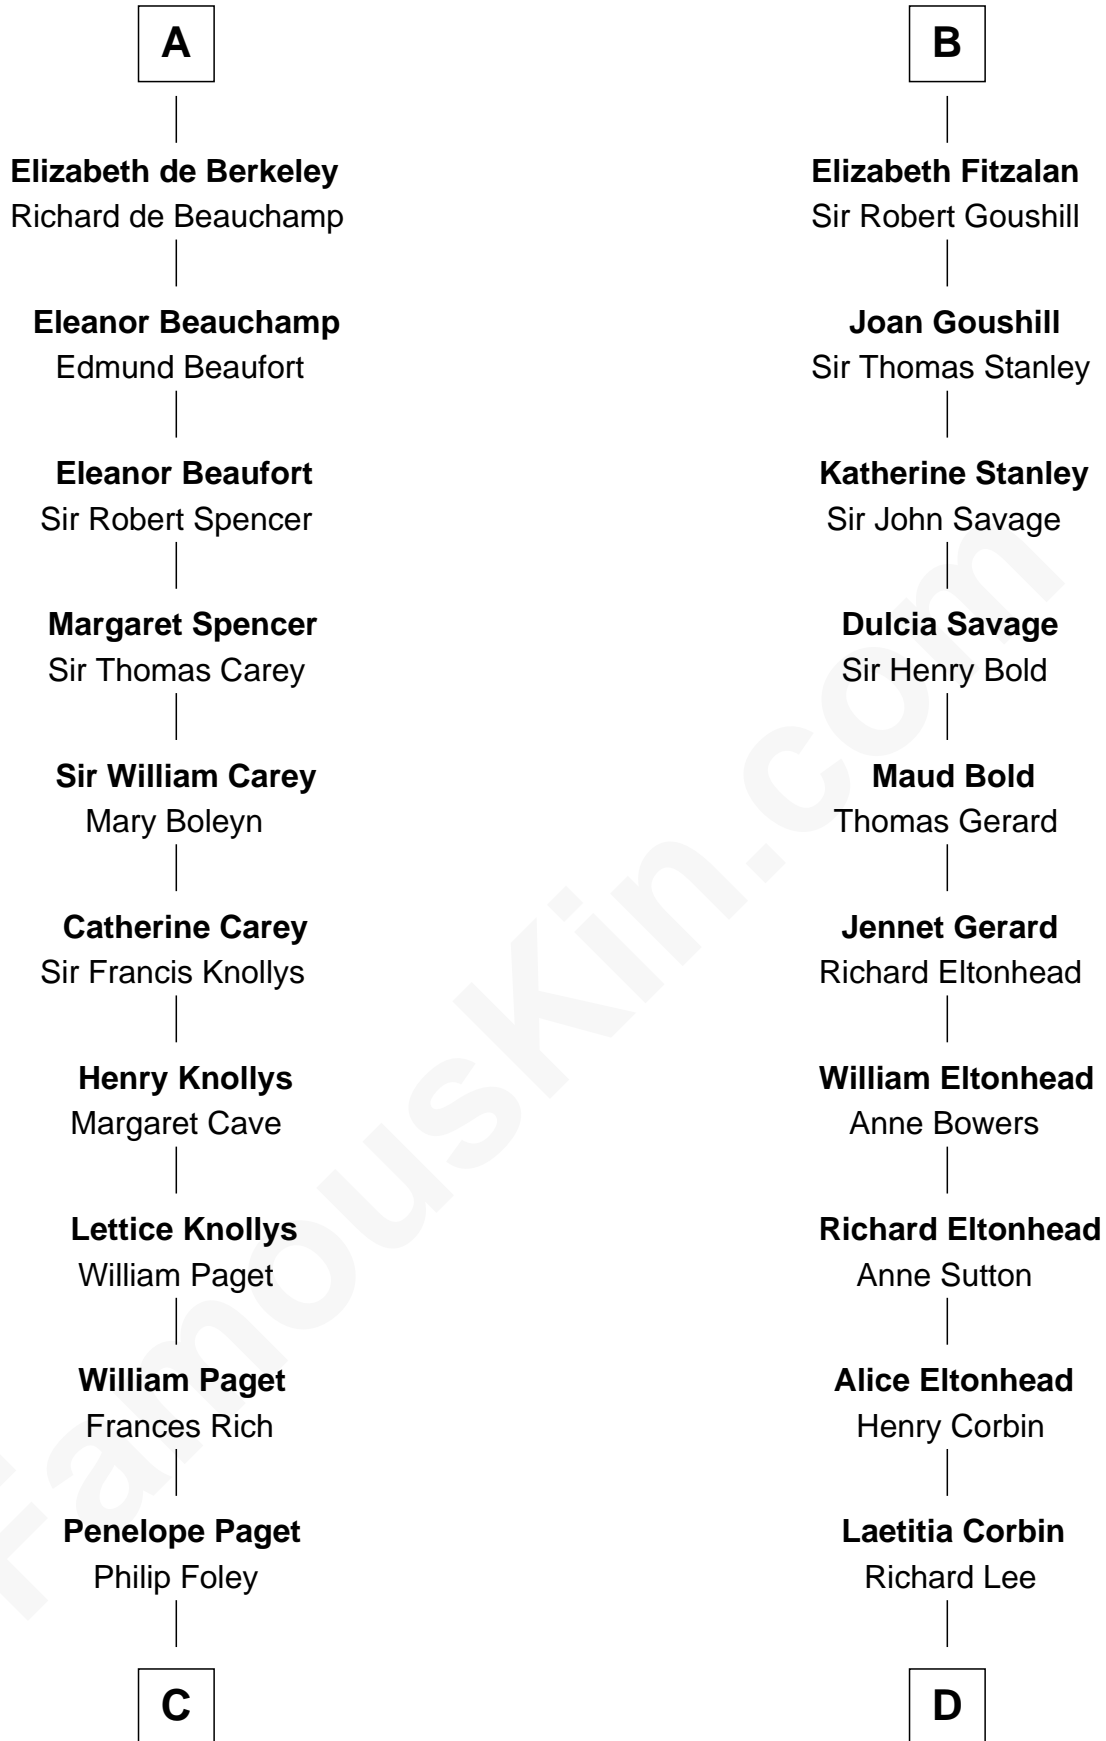 A
Elizabeth de Berkeley
Richard de Beauchamp
Eleanor Beauchamp
Edmund Beaufort
Eleanor Beaufort
Sir Robert Spencer
Margaret Spencer
Sir Thomas Carey
Sir William Carey
Mary Boleyn
Catherine Carey
Sir Francis Knollys
Henry Knollys
Margaret Cave
Lettice Knollys
William Paget
William Paget
Frances Rich
Penelope Paget
Philip Foley
C
B
Elizabeth Fitzalan
Sir Robert Goushill
Joan Goushill
Sir Thomas Stanley
Katherine Stanley
Sir John Savage
Dulcia Savage
Sir Henry Bold
Maud Bold
Thomas Gerard
Jennet Gerard
Richard Eltonhead
William Eltonhead
Anne Bowers
Richard Eltonhead
Anne Sutton
Alice Eltonhead
Henry Corbin
Laetitia Corbin
Richard Lee
D
FamousKin.com